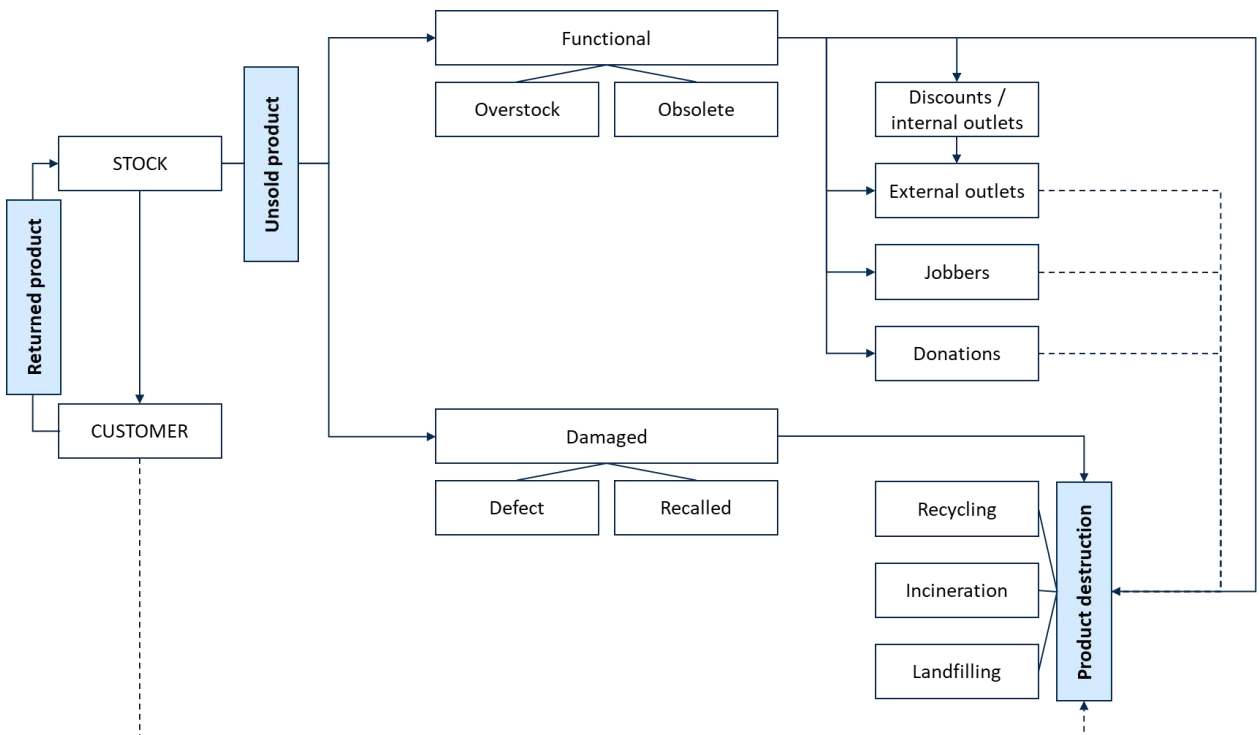 Functional
Overstock
Obsolete
Discounts /
internal outlets
STOCK
Unsold product
External outlets
Returned product
Jobbers
Donations
CUSTOMER
Damaged
Defect
Recalled
Recycling
Incineration
Landfilling
Product destruction